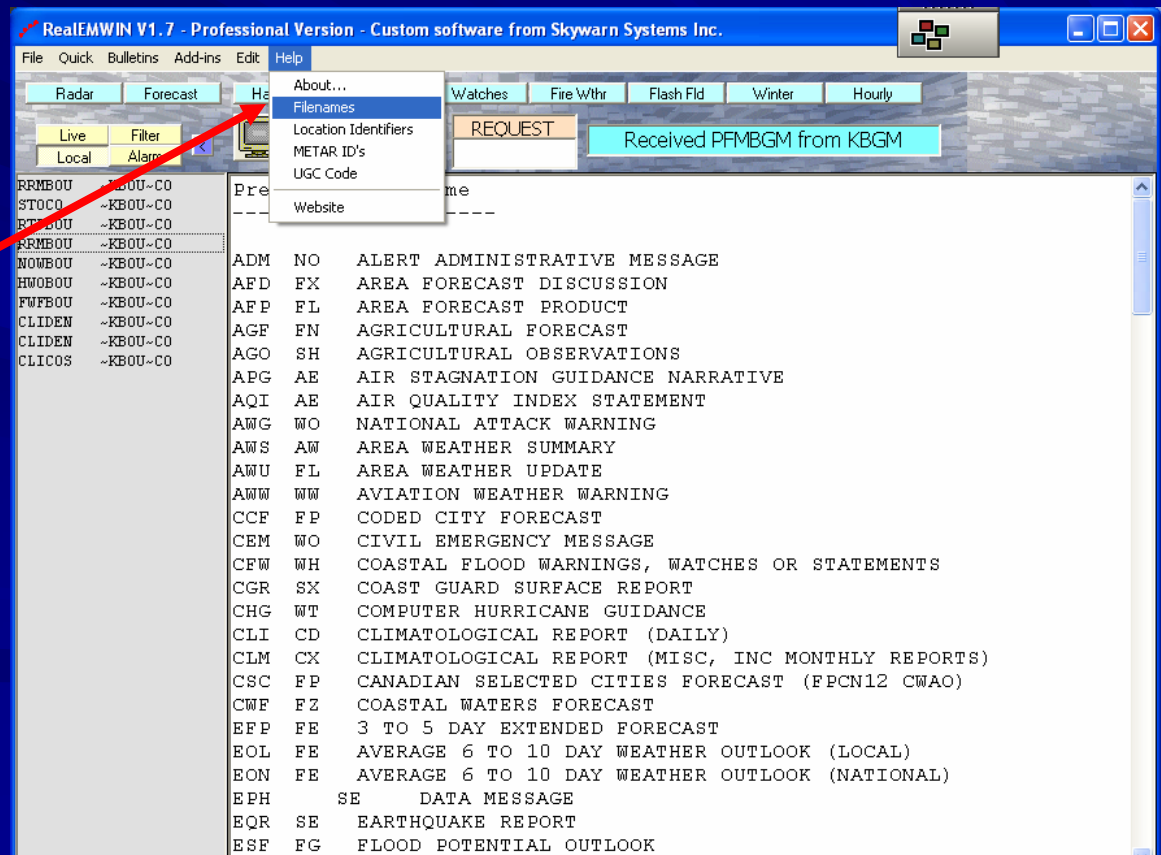 RealEMWIN V1.7 - Professional Version - Custom software from Skywarn Systems Inc.
File Quick Bulletins Add-ins Edit Help
About...
Filenames
Location Identifiers
METAR ID's
UGC Code
Website
Radar Forecast Ha Watches Fire Wthr Flash Fld Winter Hourly
Live Filter < REQUEST Received PFMBGM from KBGM
Local Alarm
RRMBOU ~KBOU~CO
STOCO ~KBOU~CO
~KBOU~CO
RRMBOU ~KBOU~CO
NOWBOU ~KBOU~CO
HWOBOU ~KBOU~CO
FWFBOU ~KBOU~CO
CLIDEN ~KBOU~CO
CLIDEN ~KBOU~CO
CLICOS ~KBOU~CO
Pre me
--- -----
ADM NO ALERT ADMINISTRATIVE MESSAGE
AFD FX AREA FORECAST DISCUSSION
AFP FL AREA FORECAST PRODUCT
AGF FN AGRICULTURAL FORECAST
AGO SH AGRICULTURAL OBSERVATIONS
APG AE AIR STAGNATION GUIDANCE NARRATIVE
AQI AE AIR QUALITY INDEX STATEMENT
AWG WO NATIONAL ATTACK WARNING
AWS AW AREA WEATHER SUMMARY
AWU FL AREA WEATHER UPDATE
AWW WW AVIATION WEATHER WARNING
CCF FP CODED CITY FORECAST
CEM WO CIVIL EMERGENCY MESSAGE
CFW WH COASTAL FLOOD WARNINGS, WATCHES OR STATEMENTS
CGR SX COAST GUARD SURFACE REPORT
CHG WT COMPUTER HURRICANE GUIDANCE
CLI CD CLIMATOLOGICAL REPORT (DAILY)
CLM CX CLIMATOLOGICAL REPORT (MISC, INC MONTHLY REPORTS)
CSC FP CANADIAN SELECTED CITIES FORECAST (FPCN12 CWAO)
CWF FZ COASTAL WATERS FORECAST
EFP FE 3 TO 5 DAY EXTENDED FORECAST
EOL FE AVERAGE 6 TO 10 DAY WEATHER OUTLOOK (LOCAL)
EON FE AVERAGE 6 TO 10 DAY WEATHER OUTLOOK (NATIONAL)
EPH SE DATA MESSAGE
EQR SE EARTHQUAKE REPORT
ESF FG FLOOD POTENTIAL OUTLOOK